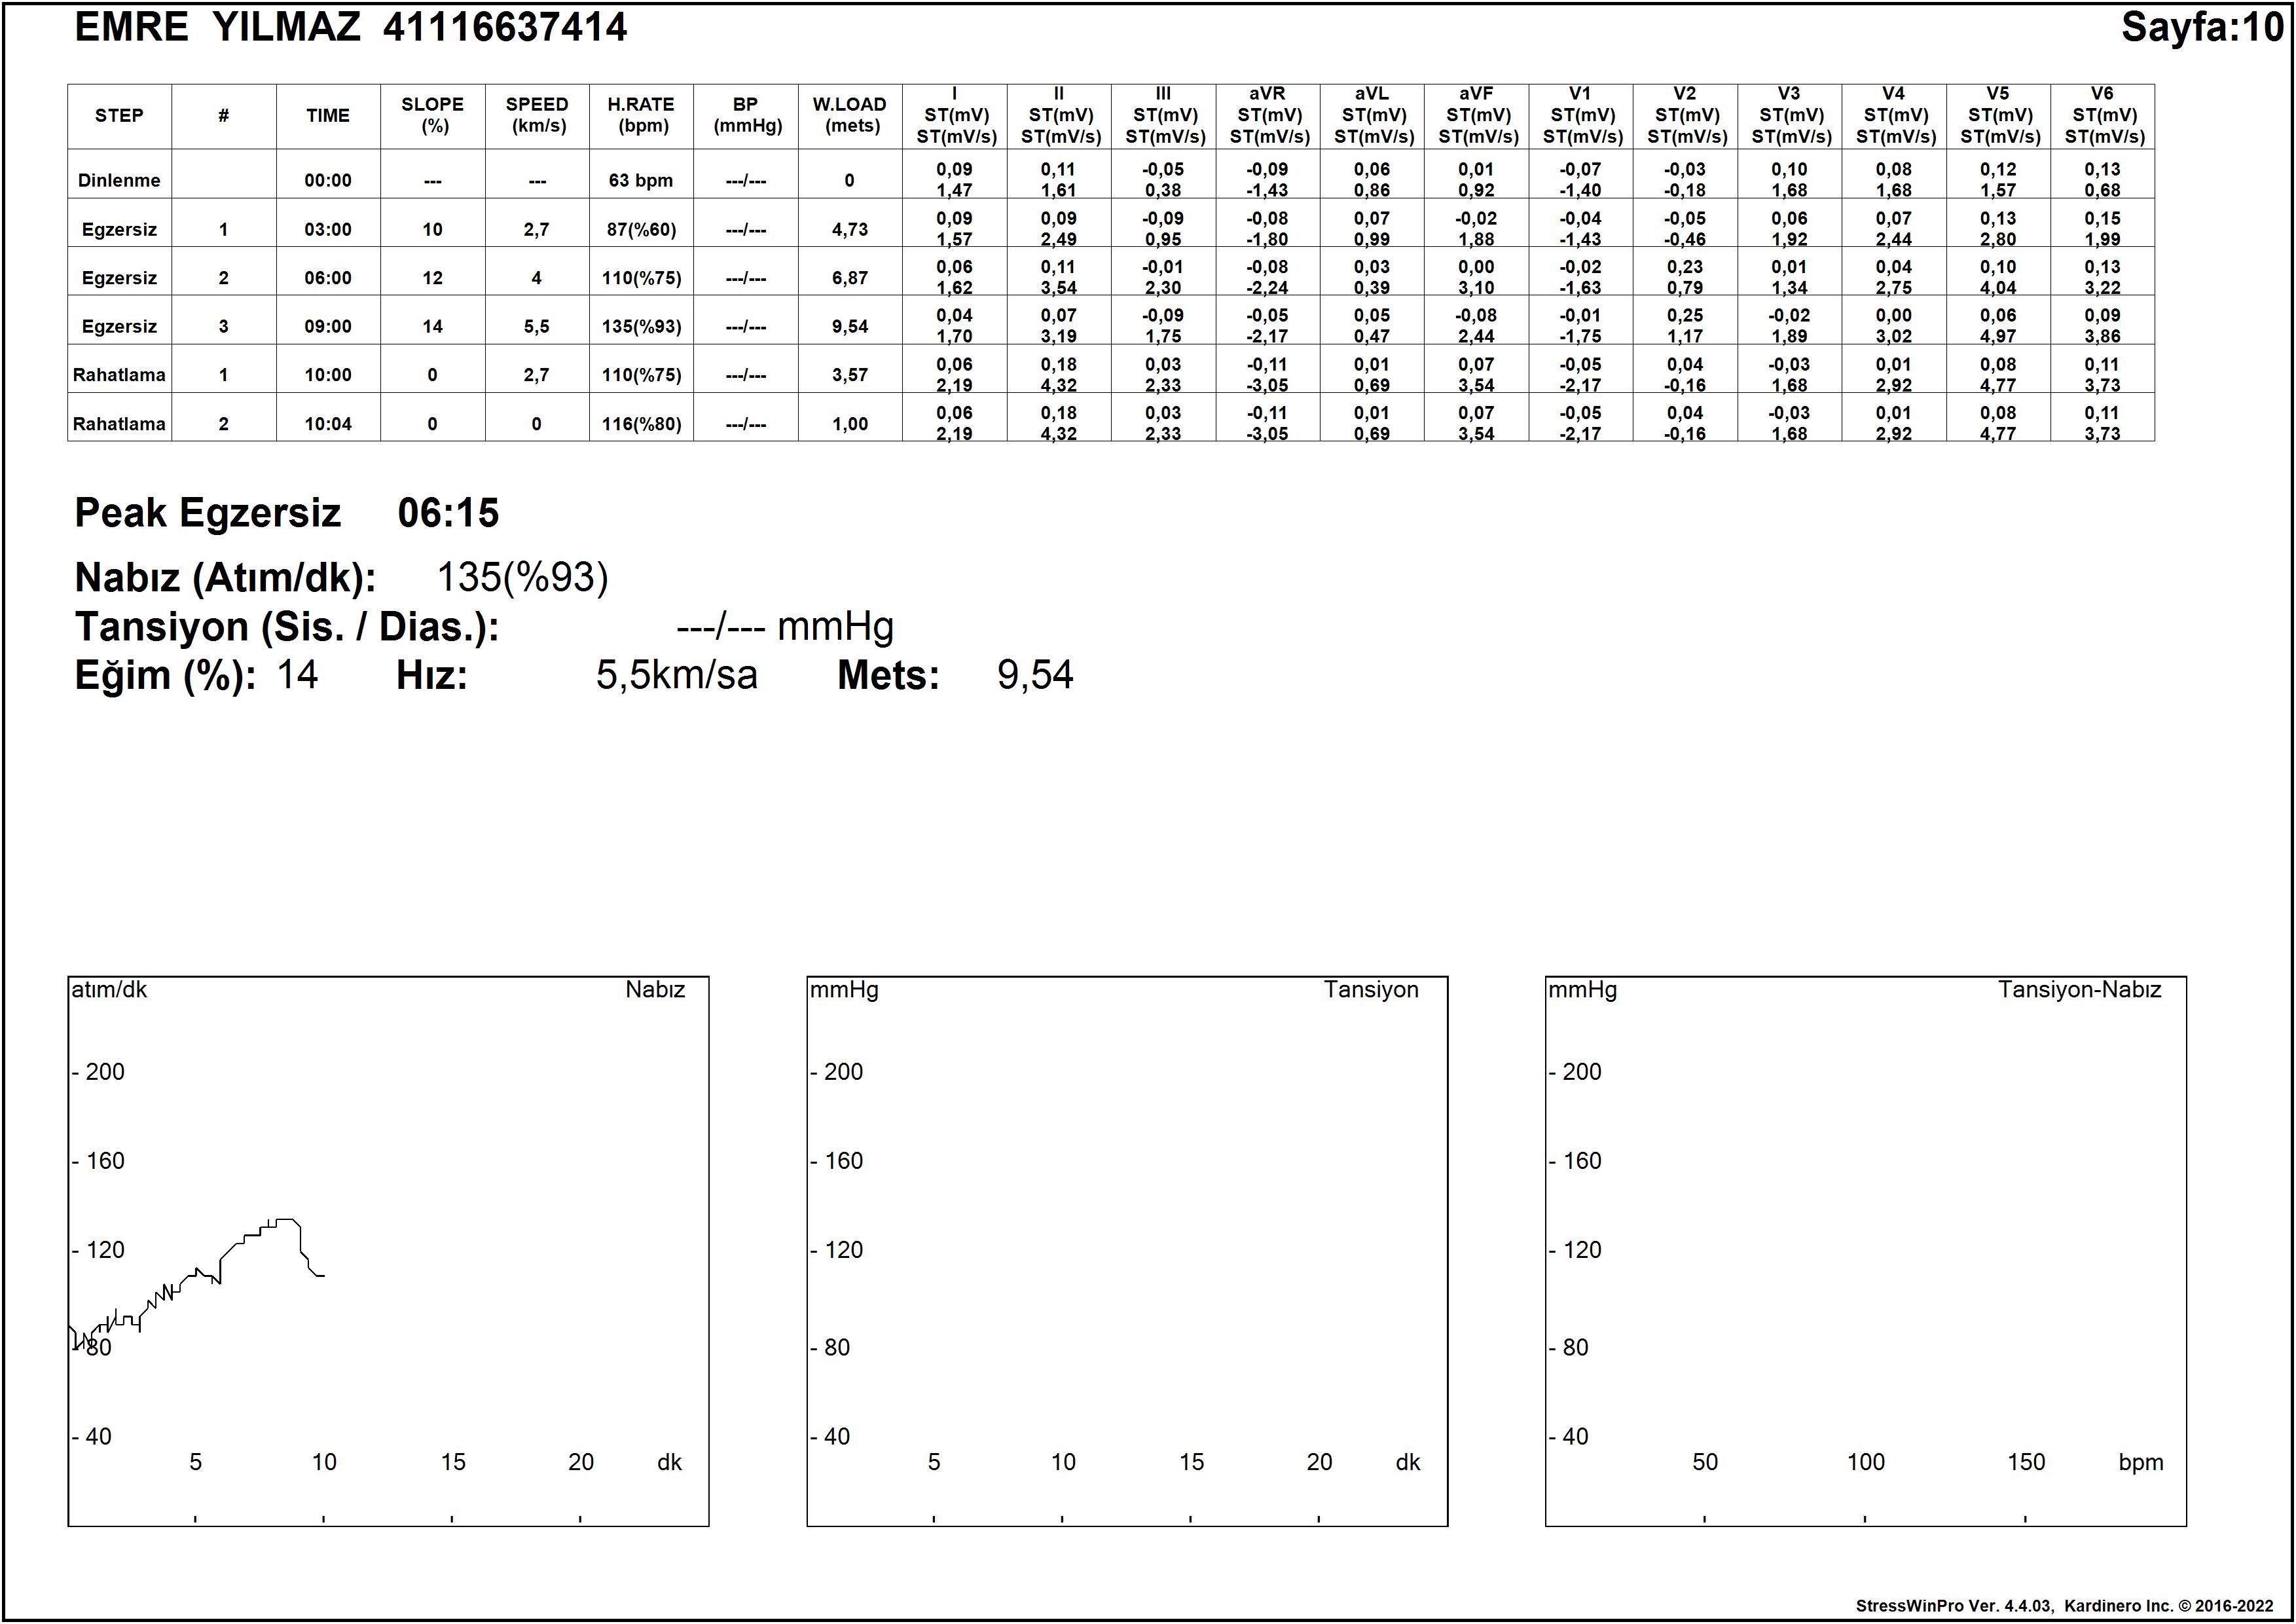 EMRE YILMAZ 41116637414 Sayfa:10
STEP # TIME SLOPE (%) SPEED (km/s) H.RATE (bpm) BP (mmHg) W.LOAD (mets) I ST(mV) ST(mV/s) II ST(mV) ST(mV/s) III ST(mV) ST(mV/s) aVR ST(mV) ST(mV/s) aVL ST(mV) ST(mV/s) aVF ST(mV) ST(mV/s) V1 ST(mV) ST(mV/s) V2 ST(mV) ST(mV/s) V3 ST(mV) ST(mV/s) V4 ST(mV) ST(mV/s) V5 ST(mV) ST(mV/s) V6 ST(mV) ST(mV/s)
Dinlenme 00:00 --- --- 63 bpm ---/--- 0 0,09 0,11 -0,05 -0,09 0,06 0,01 -0,07 -0,03 0,10 0,08 0,12 0,13
1,47 1,61 0,38 -1,43 0,86 0,92 -1,40 -0,18 1,68 1,68 1,57 0,68
Egzersiz 1 03:00 10 2,7 87(%60) ---/--- 4,73 0,09 0,09 -0,09 -0,08 0,07 -0,02 -0,04 -0,05 0,06 0,07 0,13 0,15
1,57 2,49 0,95 -1,80 0,99 1,88 -1,43 -0,46 1,92 2,44 2,80 1,99
Egzersiz 2 06:00 12 4 110(%75) ---/--- 6,87 0,06 0,11 -0,01 -0,08 0,03 0,00 -0,02 0,23 0,01 0,04 0,10 0,13
1,62 3,54 2,30 -2,24 0,39 3,10 -1,63 0,79 1,34 2,75 4,04 3,22
Egzersiz 3 09:00 14 5,5 135(%93) ---/--- 9,54 0,04 0,07 -0,09 -0,05 0,05 -0,08 -0,01 0,25 -0,02 0,00 0,06 0,09
1,70 3,19 1,75 -2,17 0,47 2,44 -1,75 1,17 1,89 3,02 4,97 3,86
Rahatlama 1 10:00 0 2,7 110(%75) ---/--- 3,57 0,06 0,18 0,03 -0,11 0,01 0,07 -0,05 0,04 -0,03 0,01 0,08 0,11
2,19 4,32 2,33 -3,05 0,69 3,54 -2,17 -0,16 1,68 2,92 4,77 3,73
Rahatlama 2 10:04 0 0 116(%80) ---/--- 1,00 0,06 0,18 0,03 -0,11 0,01 0,07 -0,05 0,04 -0,03 0,01 0,08 0,11
2,19 4,32 2,33 -3,05 0,69 3,54 -2,17 -0,16 1,68 2,92 4,77 3,73
Peak Egzersiz 06:15
Nabız (Atım/dk): 135(%93)
Tansiyon (Sis. / Dias.): ---/--- mmHg
Eğim (%): 14 Hız: 5,5km/sa Mets: 9,54
atım/dk Nabız
- 200
- 160
- 120
- 80
- 40
5 10 15 20 dk
mmHg Tansiyon
- 200
- 160
- 120
- 80
- 40
5 10 15 20 dk
mmHg Tansiyon-Nabız
- 200
- 160
- 120
- 80
- 40
50 100 150 bpm
StressWinPro Ver. 4.4.03, Kardinero Inc. © 2016-2022